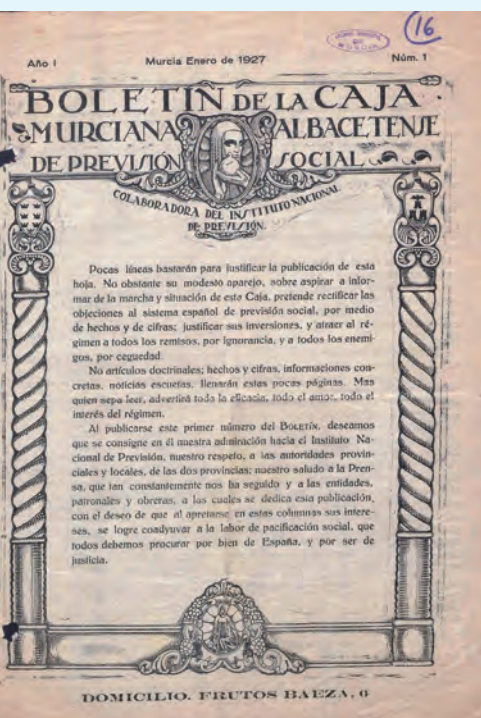 16
Año I
Murcia Enero de 1927
Núm. 1
BOLETÍN DE LA CAJA
MURCIANA ALBACETENSE
DE PREVISIÓN SOCIAL
COLABORADORA DEL INSTITUTO NACIONAL
DE PREVISIÓN.
Pocas líneas bastarán para justificar la publicación de esta
hoja. No obstante su modesto aparejo, sobre aspirar a infor-
mar de la marcha y situación de esta Caja, pretende rectificar las
objeciones al sistema español de previsión social, por medio
de hechos y de cifras; justificar sus inversiones, y atraer al ré-
gimen a todos los remisos, por ignorancia, y a todos los enemi-
gos, por ceguedad.
No artículos doctrinales; hechos y cifras, informaciones con-
cretas, noticias escuetas, llenarán estas pocas páginas. Mas
quien sepa leer, advertirá toda la eficacia, todo el amor, todo el
interés del régimen.
Al publicarse este primer número del BOLETÍN, deseamos
que se consigne en él nuestra admiración hacia el Instituto Na-
cional de Previsión, nuestro respeto, a las autoridades provin-
ciales y locales, de las dos provincias; nuestro saludo a la Pren-
sa, que tan constantemente nos ha seguido y a las entidades,
patronales y obreras, a las cuales se dedica esta publicación,
con el deseo de que al apretarse en estas columnas sus intere-
ses, se logre coadyuvar a la labor de pacificación social, que
todos debemos procurar por bien de España, y por ser de
justicia.
DOMICILIO. FRUTOS BAEZA, 6